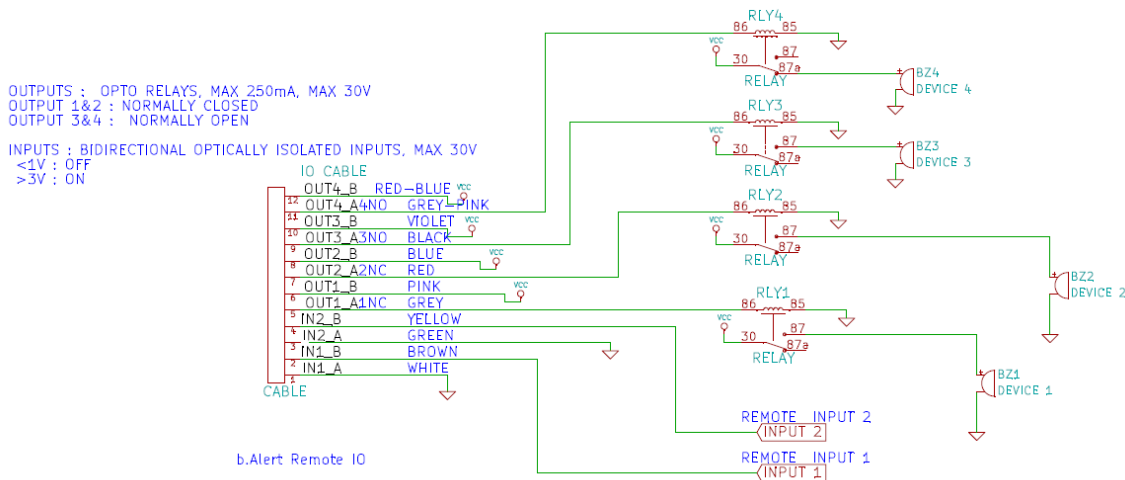 OUTPUTS : OPTO RELAYS, MAX 250mA, MAX 30V
OUTPUT 1&2 : NORMALLY CLOSED
OUTPUT 3&4 : NORMALLY OPEN
INPUTS : BIDIRECTIONAL OPTICALLY ISOLATED INPUTS, MAX 30V
<1V : OFF
>3V : ON
IO CABLE
12 OUT4_B RED-BLUE VCC
11 OUT4_A4NO GREY-PINK
10 OUT3_B VIOLET VCC
9 OUT3_A3NO BLACK
8 OUT2_B BLUE VCC
7 OUT2_A2NC RED
6 OUT1_B PINK VCC
5 OUT1_A1NC GREY
4 IN2_B YELLOW
3 IN2_A GREEN
2 IN1_B BROWN
1 IN1_A WHITE
CABLE
b.Alert Remote IO
RLY4
86 85
VCC 87
30 87a
RELAY
BZ4
DEVICE 4
RLY3
86 85
VCC 87
30 87a
RELAY
BZ3
DEVICE 3
RLY2
86 85
VCC 87
30 87a
RELAY
BZ2
DEVICE 2
RLY1
86 85
VCC 87
30 87a
RELAY
BZ1
DEVICE 1
REMOTE INPUT 2
INPUT 2
REMOTE INPUT 1
INPUT 1